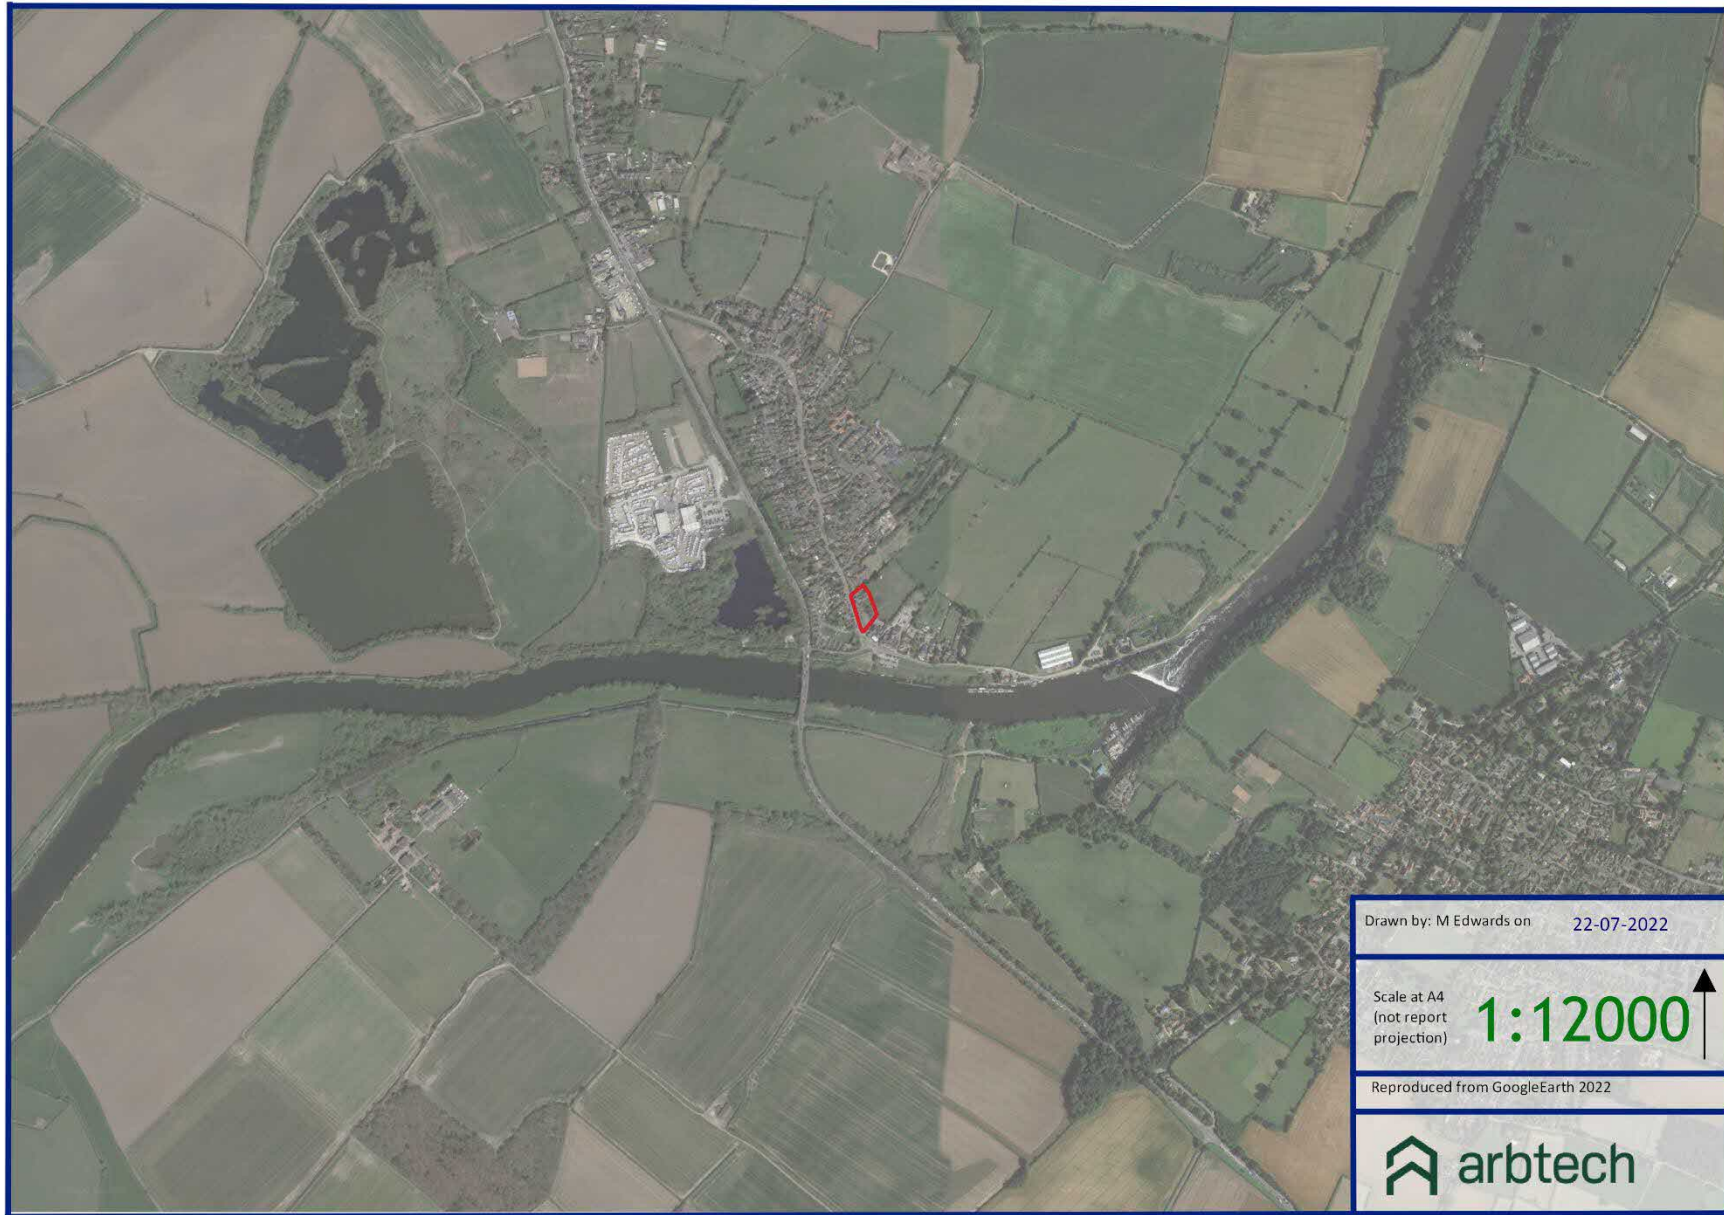 Drawn by: M Edwards on 22-07-2022
Scale at A4
(not report
projection)
1:12000
Reproduced from GoogleEarth 2022
arbtech